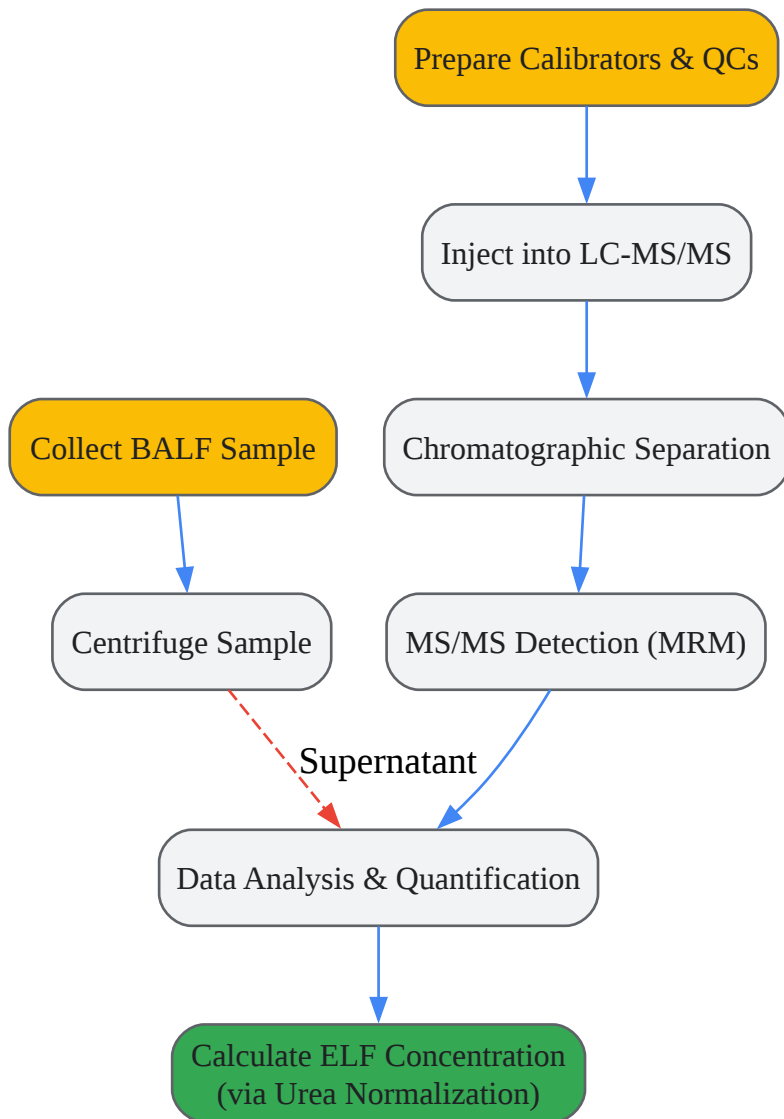 Prepare Calibrators & QCs
Inject into LC-MS/MS
Collect BALF Sample
Chromatographic Separation
Centrifuge Sample
MS/MS Detection (MRM)
Supernatant
Data Analysis & Quantification
Calculate ELF Concentration
(via Urea Normalization)